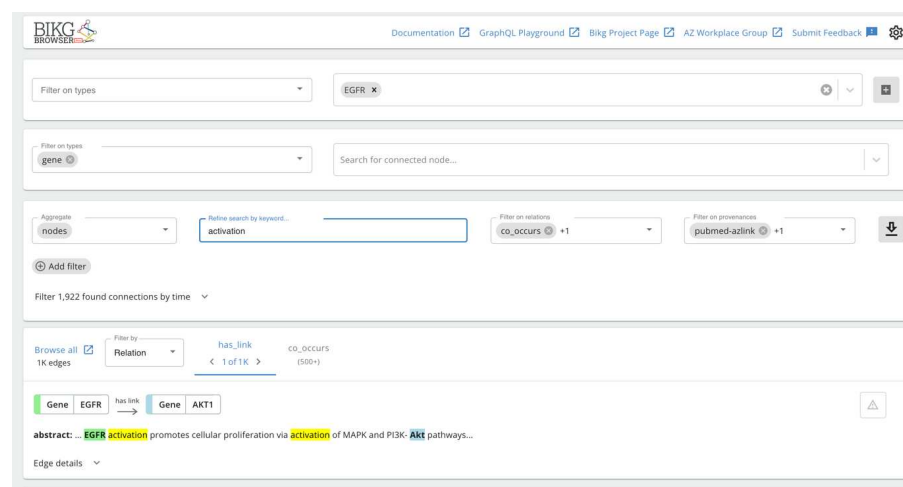 BIKG
BROWSER
Documentation GraphQL Playground Bikg Project Page AZ Workplace Group Submit Feedback
Filter on types EGFR ×
Filter on types
gene Search for connected node...
Aggregate Refine search by keyword... Filter on relations Filter on provenances
nodes activation co_occurs +1 pubmed-azlink +1
Add filter
Filter 1,922 found connections by time
Filter by
Browse all Relation has_link co_occurs
1K edges < 1 of 1K > (500+)
Gene EGFR has link Gene AKT1
abstract: ... EGFR activation promotes cellular proliferation via activation of MAPK and PI3K- Akt pathways...
Edge details